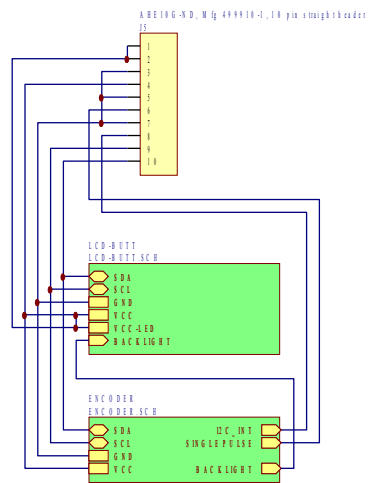 AHE10G-ND, Mfg 499910-1, 10 pin straight header
J5
1
2
3
4
5
6
7
8
9
10
LCD-BUTT
LCD-BUTT.SCH
SDA
SCL
GND
VCC
VCC-LED
BACKLIGHT
ENCODER
ENCODER.SCH
SDA I2C_INT
SCL SINGLEPULSE
GND
VCC BACKLIGHT